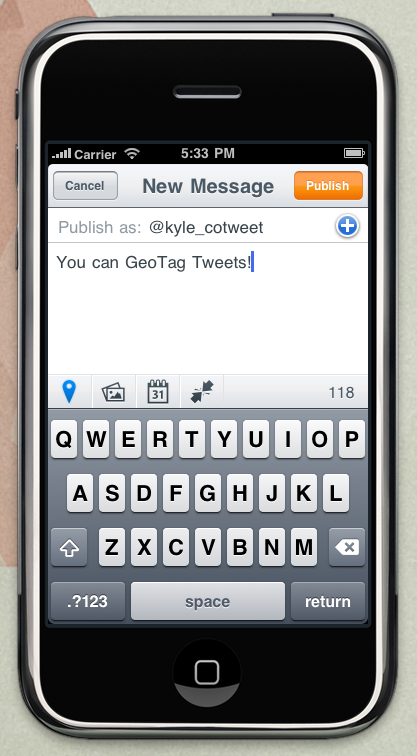 Carrier 5:33 PM
Cancel New Message Publish
Publish as: @kyle_cotweet
You can GeoTag Tweets!
31 118
Q W E R T Y U I O P
A S D F G H J K L
Z X C V B N M
.?123 space return